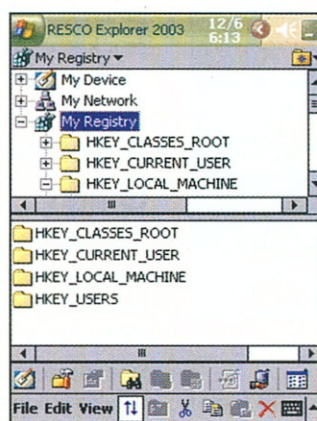 RESCO Explorer 2003 12/6 6:13
My Registry
My Device
My Network
My Registry
HKEY_CLASSES_ROOT
HKEY_CURRENT_USER
HKEY_LOCAL_MACHINE
HKEY_CLASSES_ROOT
HKEY_CURRENT_USER
HKEY_LOCAL_MACHINE
HKEY_USERS
File Edit View